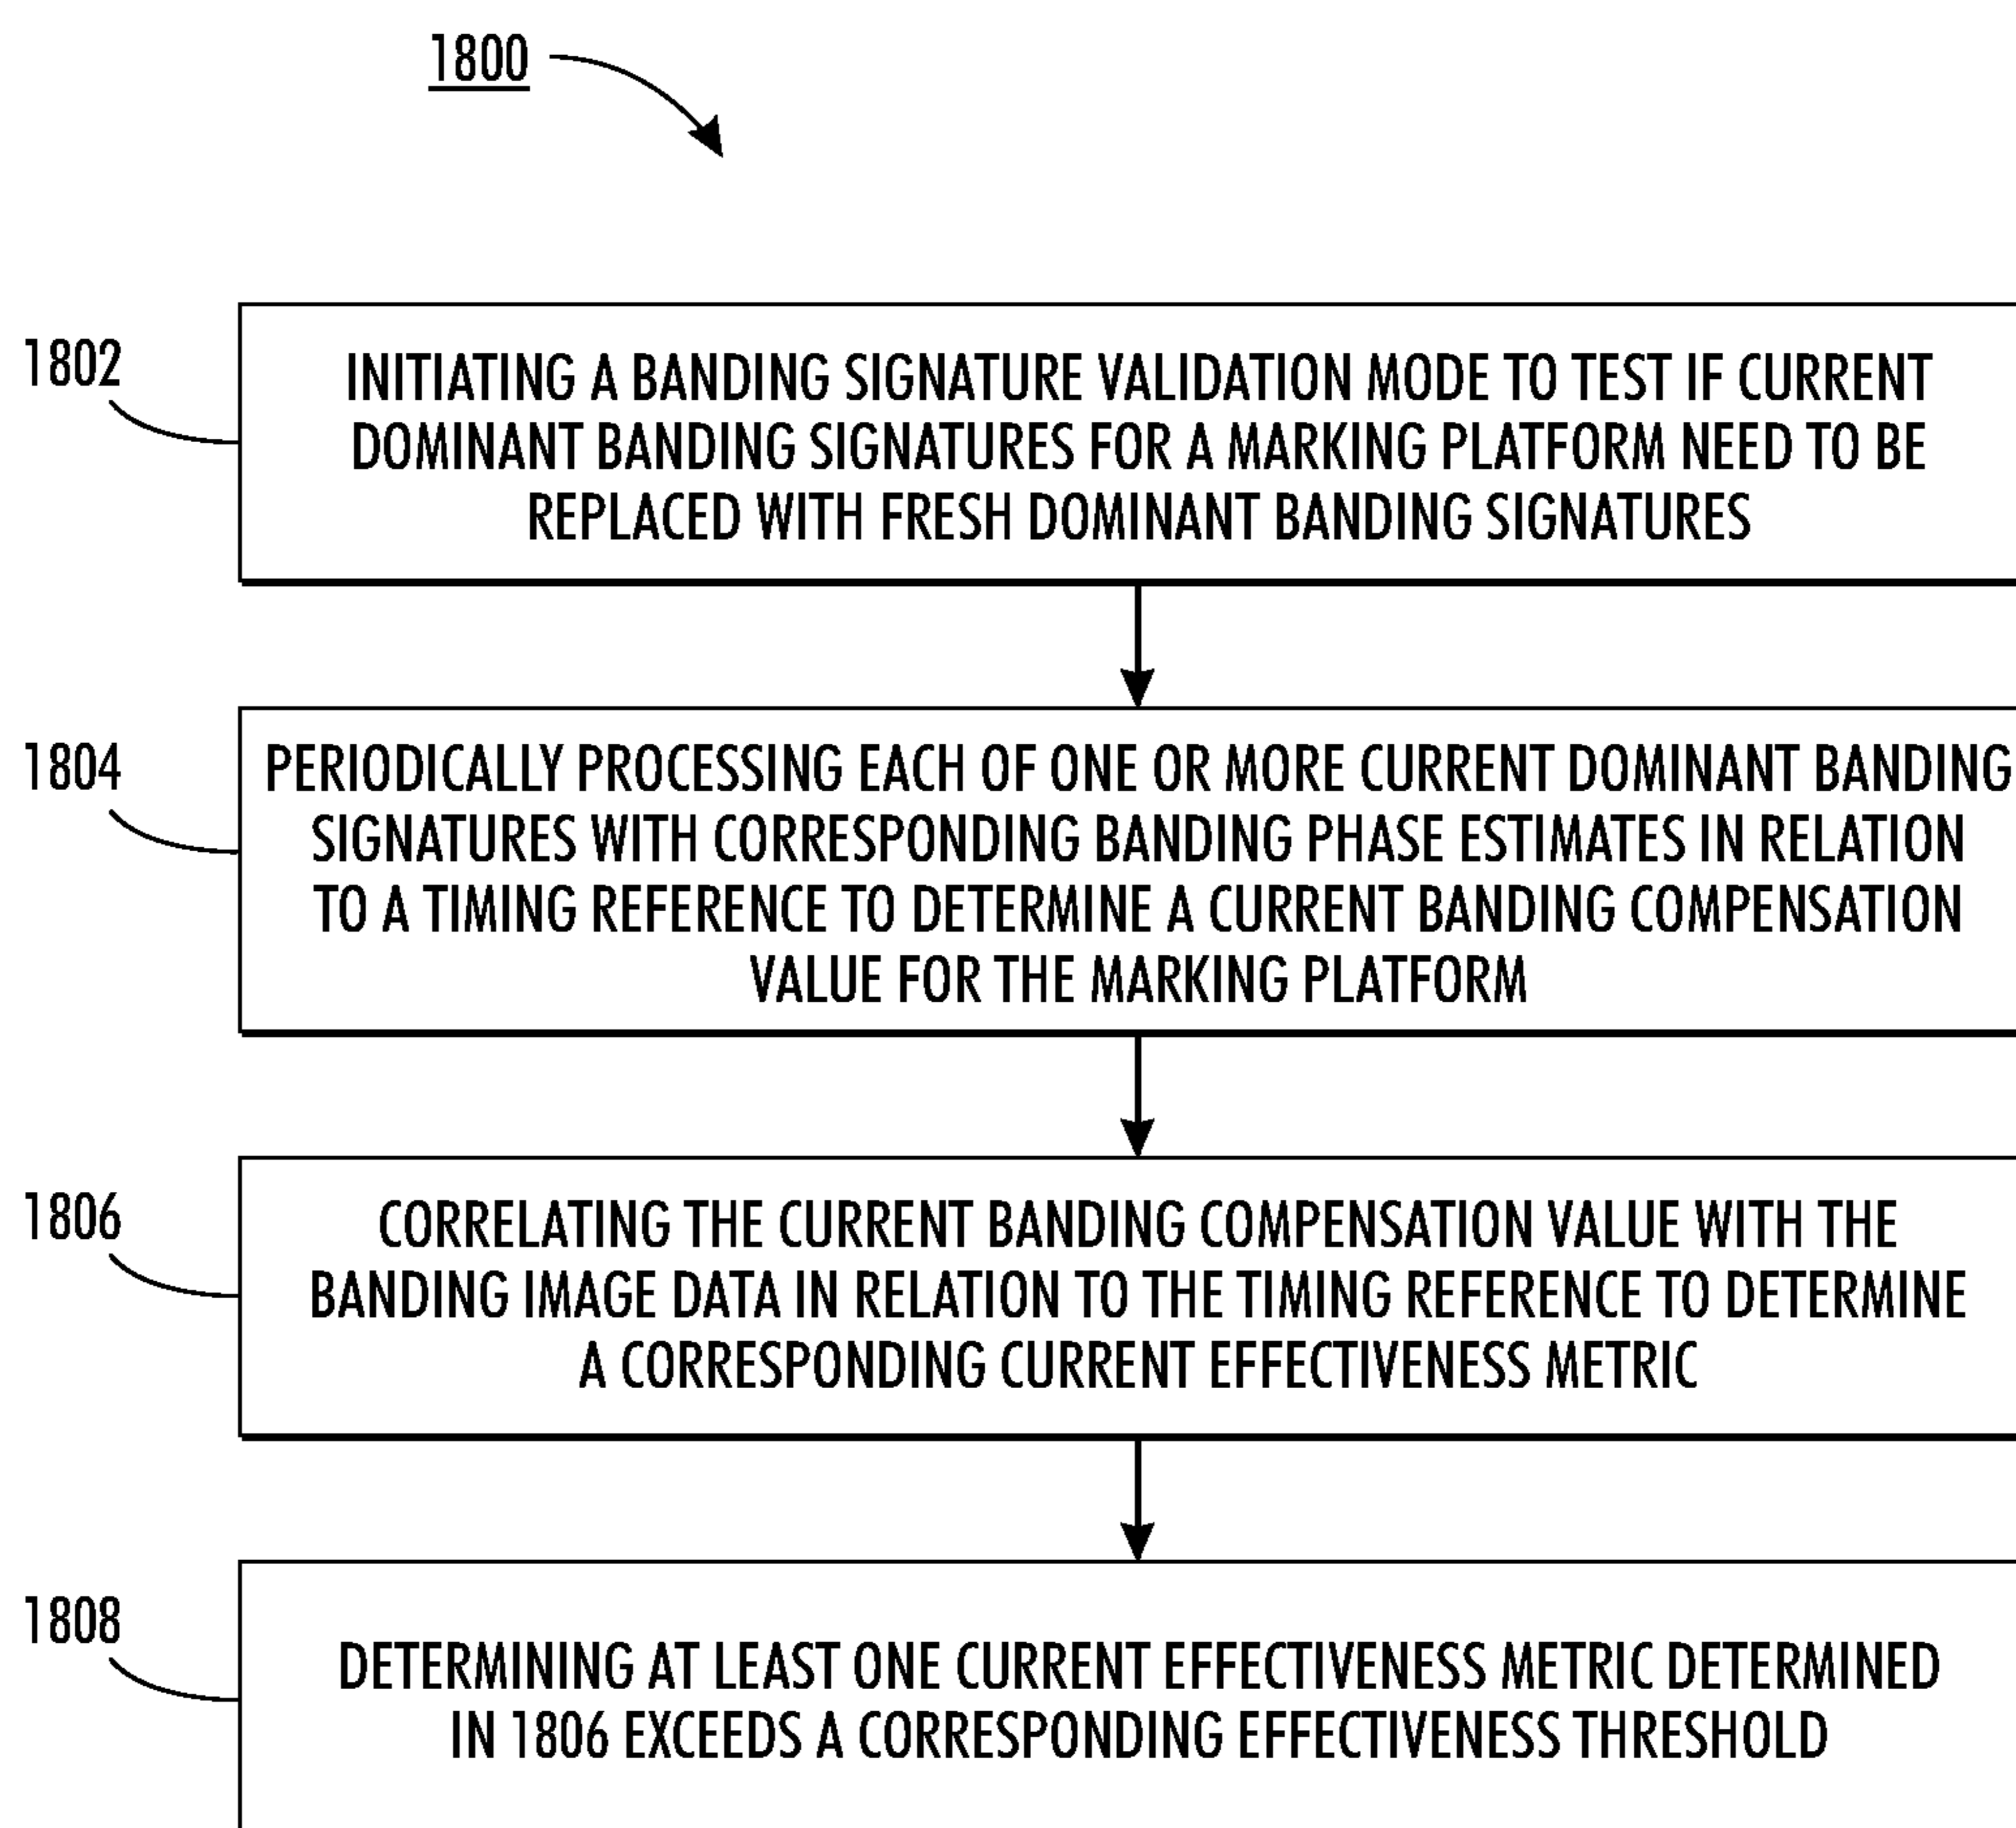 1800
1802
INITIATING A BANDING SIGNATURE VALIDATION MODE TO TEST IF CURRENT
DOMINANT BANDING SIGNATURES FOR A MARKING PLATFORM NEED TO BE
REPLACED WITH FRESH DOMINANT BANDING SIGNATURES
1804
PERIODICALLY PROCESSING EACH OF ONE OR MORE CURRENT DOMINANT BANDING
SIGNATURES WITH CORRESPONDING BANDING PHASE ESTIMATES IN RELATION
TO A TIMING REFERENCE TO DETERMINE A CURRENT BANDING COMPENSATION
VALUE FOR THE MARKING PLATFORM
1806
CORRELATING THE CURRENT BANDING COMPENSATION VALUE WITH THE
BANDING IMAGE DATA IN RELATION TO THE TIMING REFERENCE TO DETERMINE
A CORRESPONDING CURRENT EFFECTIVENESS METRIC
1808
DETERMINING AT LEAST ONE CURRENT EFFECTIVENESS METRIC DETERMINED
IN 1806 EXCEEDS A CORRESPONDING EFFECTIVENESS THRESHOLD